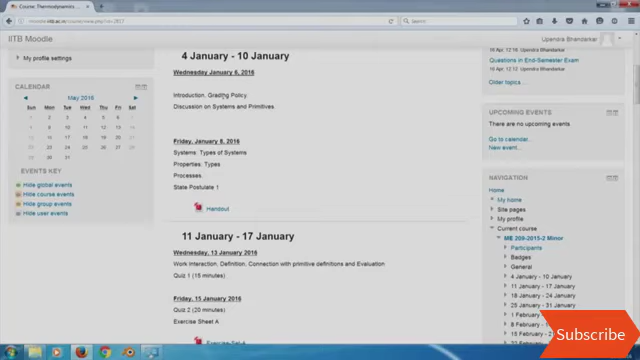 Course: Thermodynamics
Search
IITB Moodle
Upendra Bhandarkar
My profile settings
CALENDAR
May 2016
Sun Mon Tue Wed Thu Fri Sat
1 2 3 4 5 6 7
8 9 10 11 12 13 14
15 16 17 18 19 20 21
22 23 24 25 26 27 28
29 30 31
EVENTS KEY
Hide global events
Hide course events
Hide group events
Hide user events
4 January - 10 January
Wednesday January 6, 2016
Introduction, Grading Policy.
Discussion on Systems and Primitives.
Friday, January 8, 2016
Systems: Types of Systems
Properties: Types
Processes.
State Postulate 1
Handout
11 January - 17 January
Wednesday, 13 January 2016
Work Interaction, Definition, Connection with primitive definitions and Evaluation
Quiz 1 (15 minutes)
Friday, 15 January 2016
Quiz 2 (20 minutes)
Exercise Sheet A
Upendra Bhandarkar
Questions in End-Semester Exam
Upendra Bhandarkar
Older topics...
UPCOMING EVENTS
There are no upcoming events.
Go to calendar...
New event...
NAVIGATION
Home
My home
Site pages
My profile
Current course
ME 209-2015-2 Minor
Participants
Badges
General
4 January - 10 January
11 January - 17 January
18 January - 24 January
25 January - 31 January
Subscribe